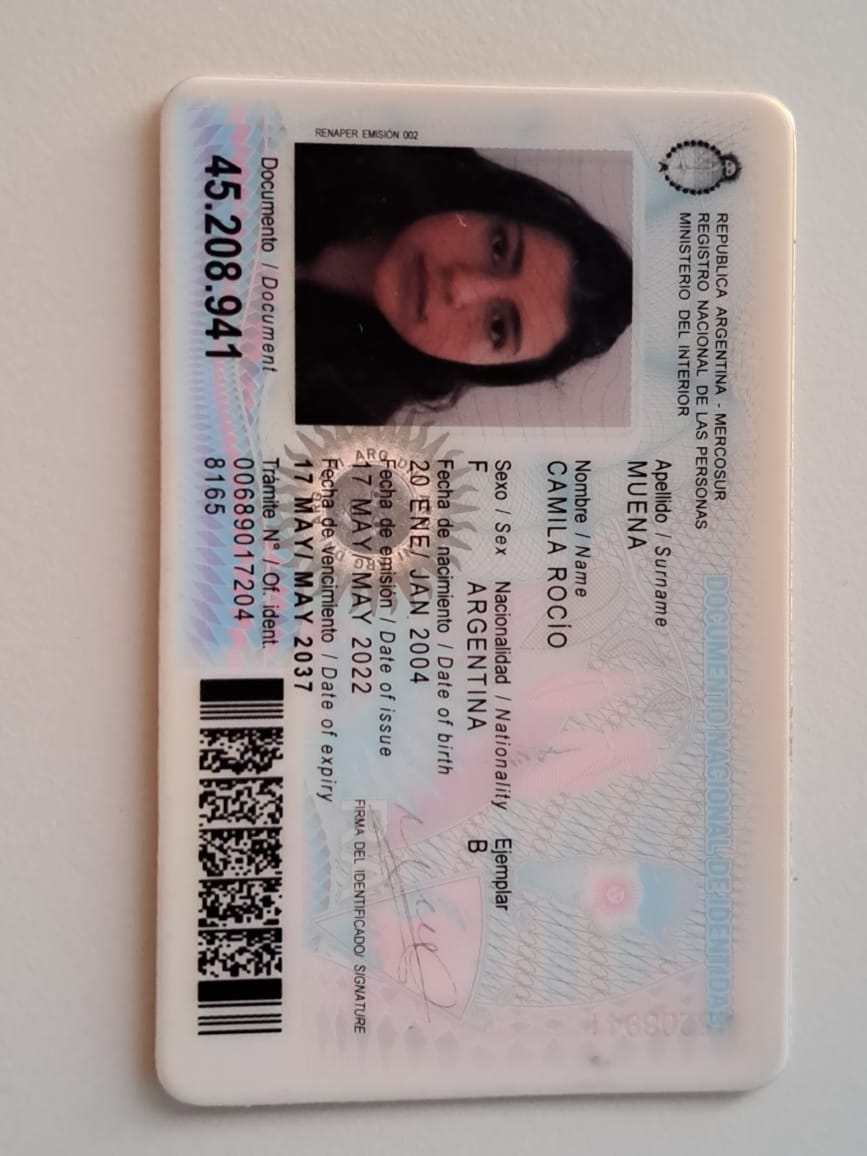 REPUBLICA ARGENTINA - MERCOSUR
REGISTRO NACIONAL DE LAS PERSONAS
MINISTERIO DEL INTERIOR
DOCUMENTO NACIONAL DE IDENTIDAD
Apellido / Surname
MUENA
Nombre / Name
CAMILA ROCÍO
Sexo / Sex Nacionalidad / Nationality Ejemplar
F ARGENTINA B
Fecha de nacimiento / Date of birth
20 ENE/ JAN 2004
Fecha de emisión / Date of issue
17 MAY/ MAY 2022
Fecha de vencimiento / Date of expiry
17 MAY/ MAY 2037
FIRMA DEL IDENTIFICADO/ SIGNATURE
RENAPER EMISIÓN 002
Documento / Document
45.208.941
Trámite N° / Of. ident.
00689017204
8165